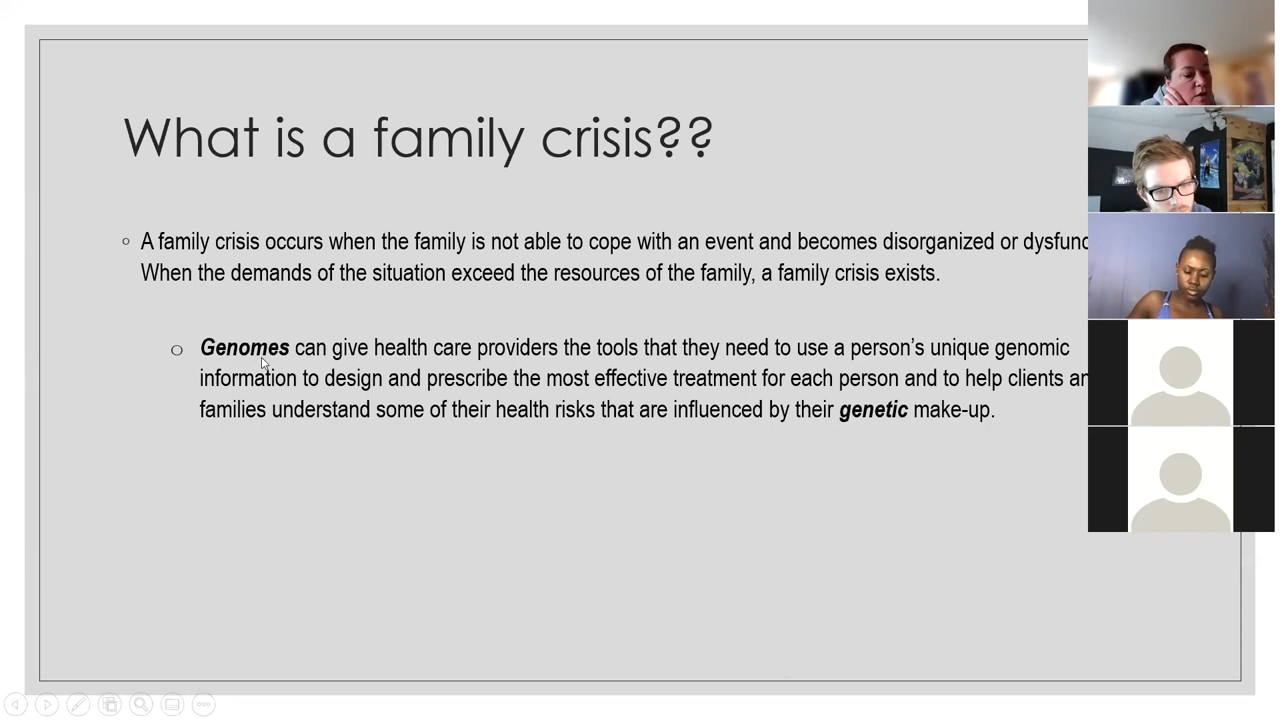 What is a family crisis??
A family crisis occurs when the family is not able to cope with an event and becomes disorganized or
When the demands of the situation exceed the resources of the family, a family crisis exists.
Genomes can give health care providers the tools that they need to use a person's unique genomic
information to design and prescribe the most effective treatment for each person and to help clients
families understand some of their health risks that are influenced by their genetic make-up.